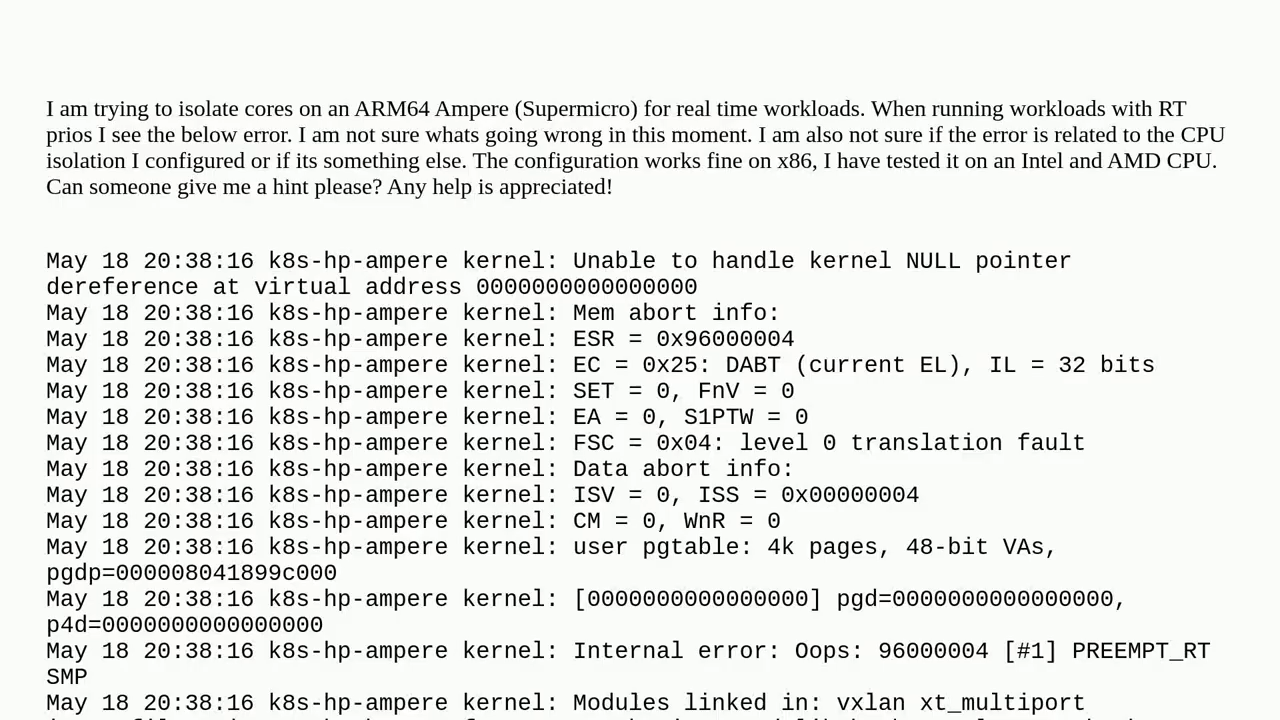 I am trying to isolate cores on an ARM64 Ampere (Supermicro) for real time workloads. When running workloads with RT
prios I see the below error. I am not sure whats going wrong in this moment. I am also not sure if the error is related to the CPU
isolation I configured or if its something else. The configuration works fine on x86, I have tested it on an Intel and AMD CPU.
Can someone give me a hint please? Any help is appreciated!
May 18 20:38:16 k8s-hp-ampere kernel: Unable to handle kernel NULL pointer
dereference at virtual address 0000000000000000
May 18 20:38:16 k8s-hp-ampere kernel: Mem abort info:
May 18 20:38:16 k8s-hp-ampere kernel: ESR = 0x96000004
May 18 20:38:16 k8s-hp-ampere kernel: EC = 0x25: DABT (current EL), IL = 32 bits
May 18 20:38:16 k8s-hp-ampere kernel: SET = 0, FnV = 0
May 18 20:38:16 k8s-hp-ampere kernel: EA = 0, S1PTW = 0
May 18 20:38:16 k8s-hp-ampere kernel: FSC = 0x04: level 0 translation fault
May 18 20:38:16 k8s-hp-ampere kernel: Data abort info:
May 18 20:38:16 k8s-hp-ampere kernel: ISV = 0, ISS = 0x00000004
May 18 20:38:16 k8s-hp-ampere kernel: CM = 0, WnR = 0
May 18 20:38:16 k8s-hp-ampere kernel: user pgtable: 4k pages, 48-bit VAs,
pgdp=000008041899c000
May 18 20:38:16 k8s-hp-ampere kernel: [0000000000000000] pgd=0000000000000000,
p4d=0000000000000000
May 18 20:38:16 k8s-hp-ampere kernel: Internal error: Oops: 96000004 [#1] PREEMPT_RT
SMP
May 18 20:38:16 k8s-hp-ampere kernel: Modules linked in: vxlan xt_multiport